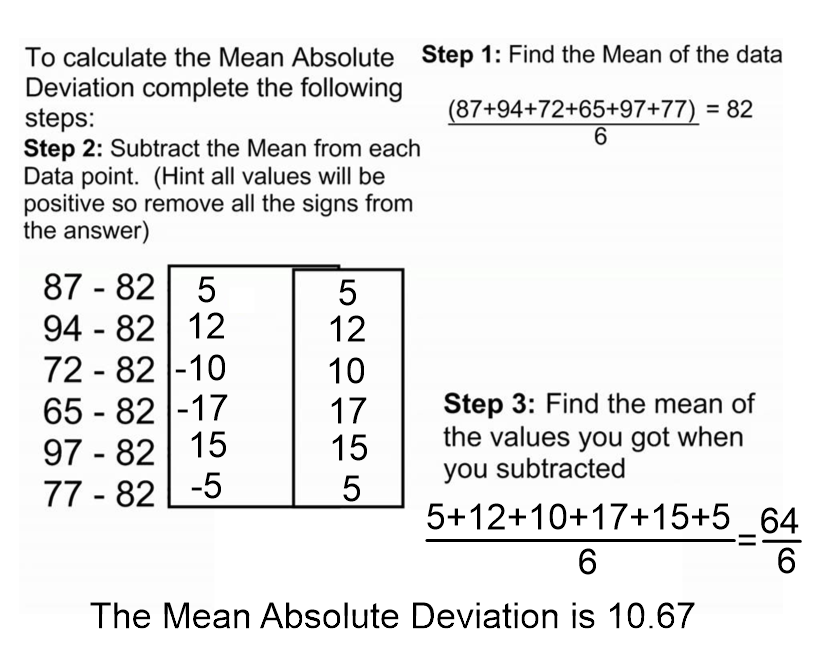 To calculate the Mean Absolute
Deviation complete the following
steps:
Step 1: Find the Mean of the data
(87+94+72+65+97+77) = 82
6
Step 2: Subtract the Mean from each
Data point. (Hint all values will be
positive so remove all the signs from
the answer)
87 - 82 5 5
94 - 82 12 12
72 - 82 -10 10
65 - 82 -17 17
97 - 82 15 15
77 - 82 -5 5
Step 3: Find the mean of
the values you got when
you subtracted
5+12+10+17+15+5 = 64
6 6
The Mean Absolute Deviation is 10.67